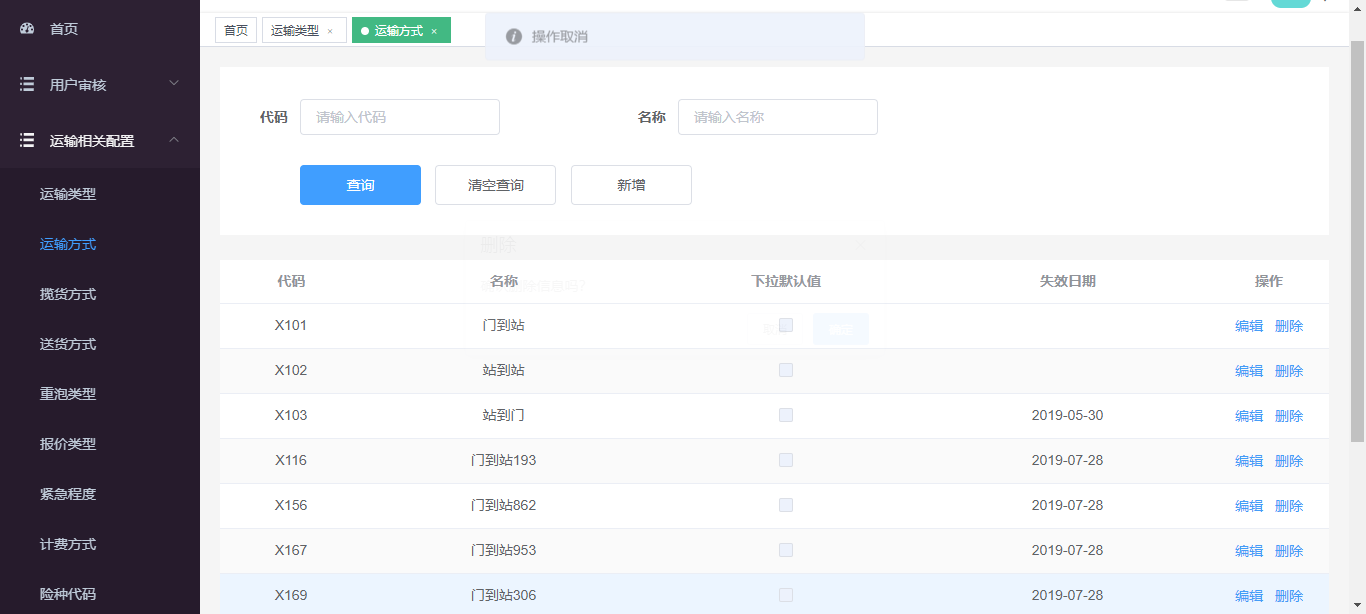 首页
用户审核
运输相关配置
运输类型
运输方式
揽货方式
送货方式
重泡类型
报价类型
紧急程度
计费方式
险种代码
首页 运输类型 × 运输方式 ×
操作取消
代码 请输入代码 名称 请输入名称
查询 清空查询 新增
删除
代码 名称 下拉默认值 失效日期 操作
X101 门到站 编辑 删除
X102 站到站 编辑 删除
X103 站到门 2019-05-30 编辑 删除
X116 门到站193 2019-07-28 编辑 删除
X156 门到站862 2019-07-28 编辑 删除
X167 门到站953 2019-07-28 编辑 删除
X169 门到站306 2019-07-28 编辑 删除